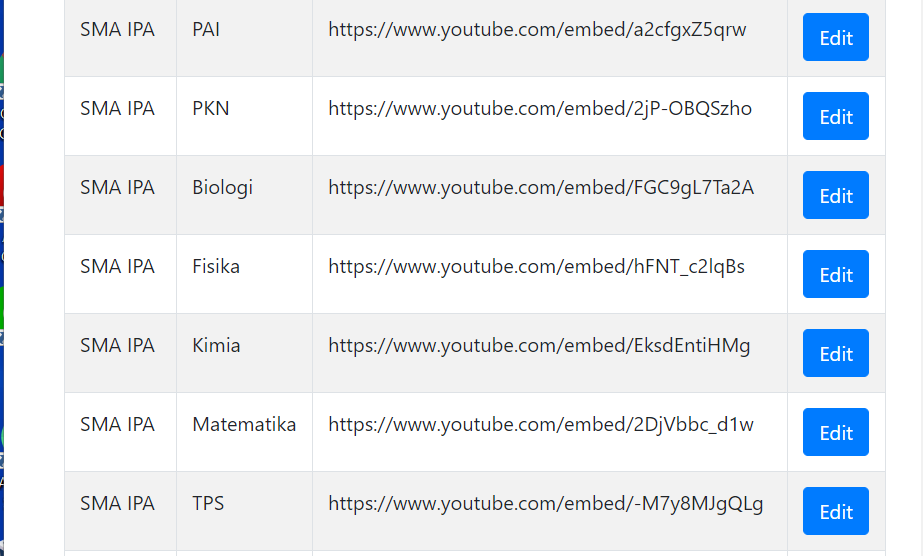 SMA IPA PAI https://www.youtube.com/embed/a2cfgxZ5qrw Edit
SMA IPA PKN https://www.youtube.com/embed/2jP-OBQSzho Edit
SMA IPA Biologi https://www.youtube.com/embed/FGC9gL7Ta2A Edit
SMA IPA Fisika https://www.youtube.com/embed/hFNT_c2lqBs Edit
SMA IPA Kimia https://www.youtube.com/embed/EksdEntiHMg Edit
SMA IPA Matematika https://www.youtube.com/embed/2DjVbbc_d1w Edit
SMA IPA TPS https://www.youtube.com/embed/-M7y8MJgQLg Edit